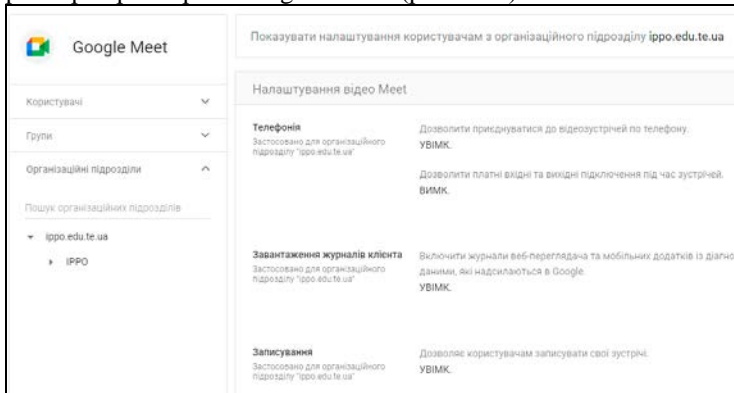 Google Meet
Користувачі
Групи
Організаційні підрозділи
Пошук організаційних підрозділів
ippo.edu.te.ua
IPPO
Показувати налаштування користувачам з організаційного підрозділу ippo.edu.te.ua
Налаштування відео Meet
Телефонія
Застосовано для організаційного
підрозділу "ippo.edu.te.ua"
Дозволити приєднуватися до відеозустрічей по телефону.
УВІМК.
Дозволити платні вхідні та вихідні підключення під час зустрічей.
ВИМК.
Завантаження журналів клієнта
Застосовано для організаційного
підрозділу "ippo.edu.te.ua"
Включити журнали веб-переглядача та мобільних додатків із діагно
даними, які надсилаються в Google.
УВІМК.
Записування
Застосовано для організаційного
підрозділу "ippo.edu.te.ua"
Дозволяє користувачам записувати свої зустрічі.
УВІМК.